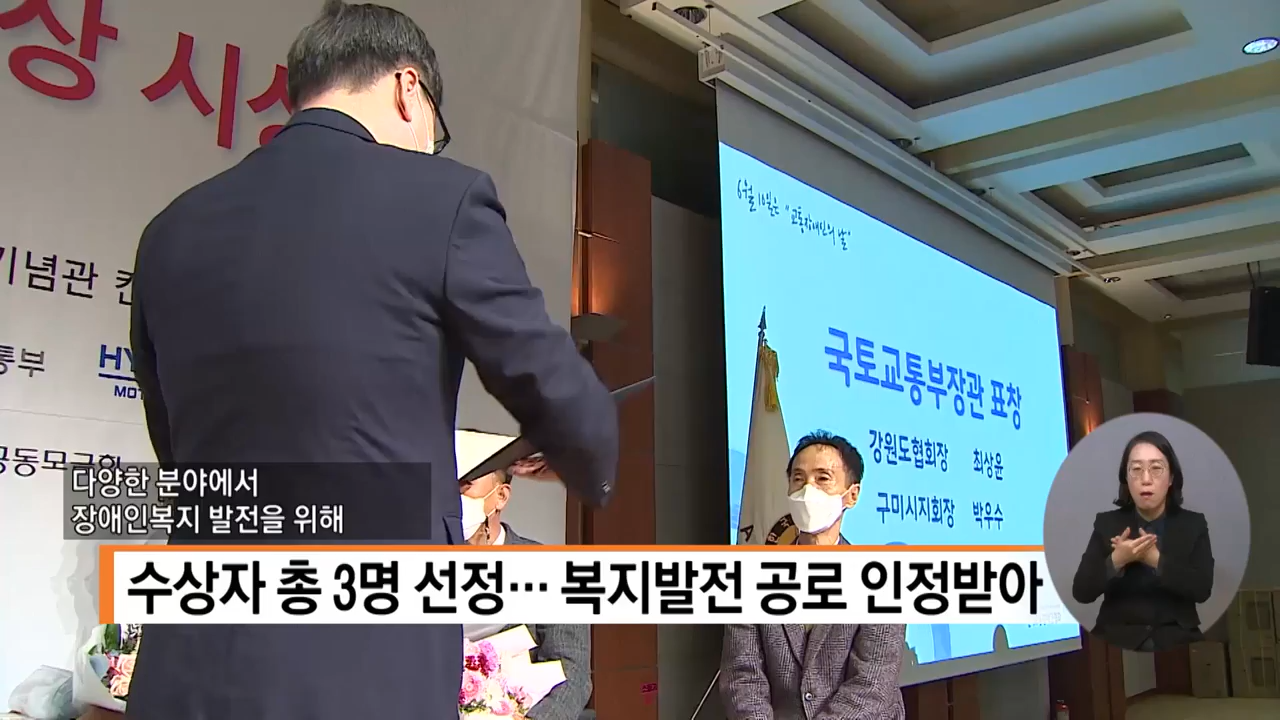 상 시상
기념관 컨
통부 HY
MOT
공동모금회
6월 10일은 "교통장애인의 날"
국토교통부장관 표창
강원도협회장 최상윤
구미시지회장 박우수
다양한 분야에서
장애인복지 발전을 위해
수상자 총 3명 선정… 복지발전 공로 인정받아